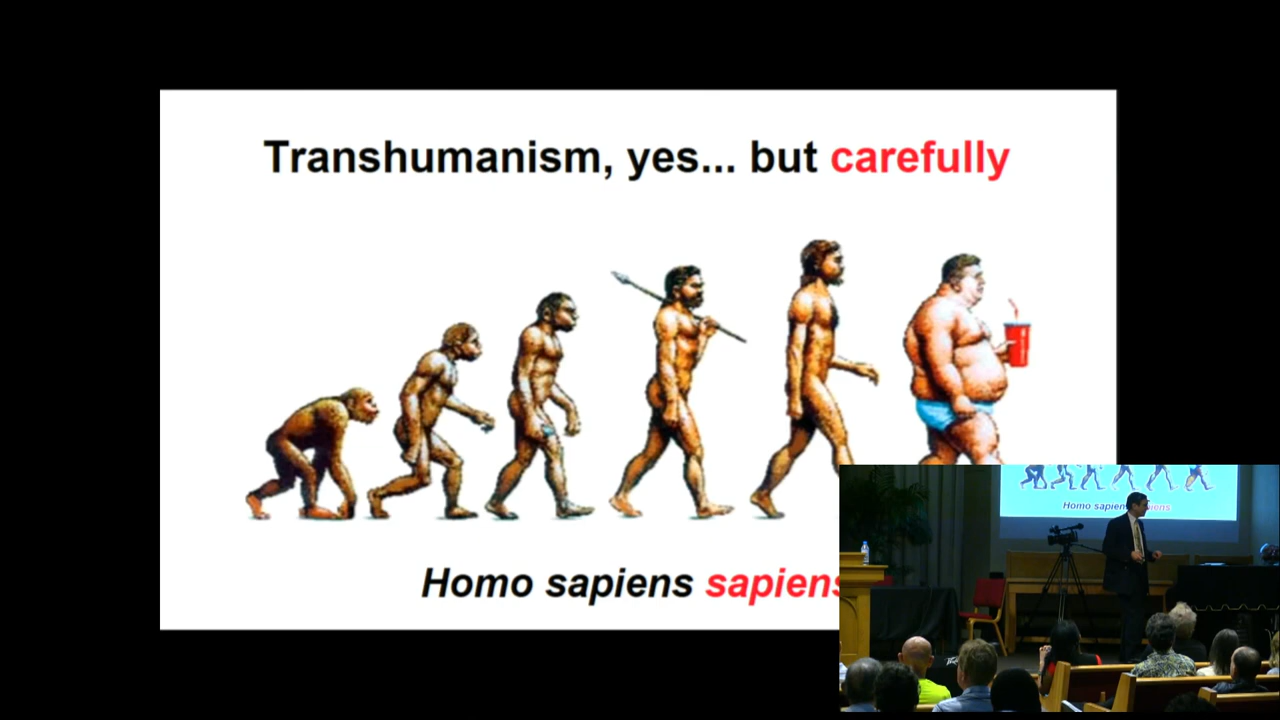 Transhumanism, yes... but carefully
Homo sapiens sapiens
Homo sapiens